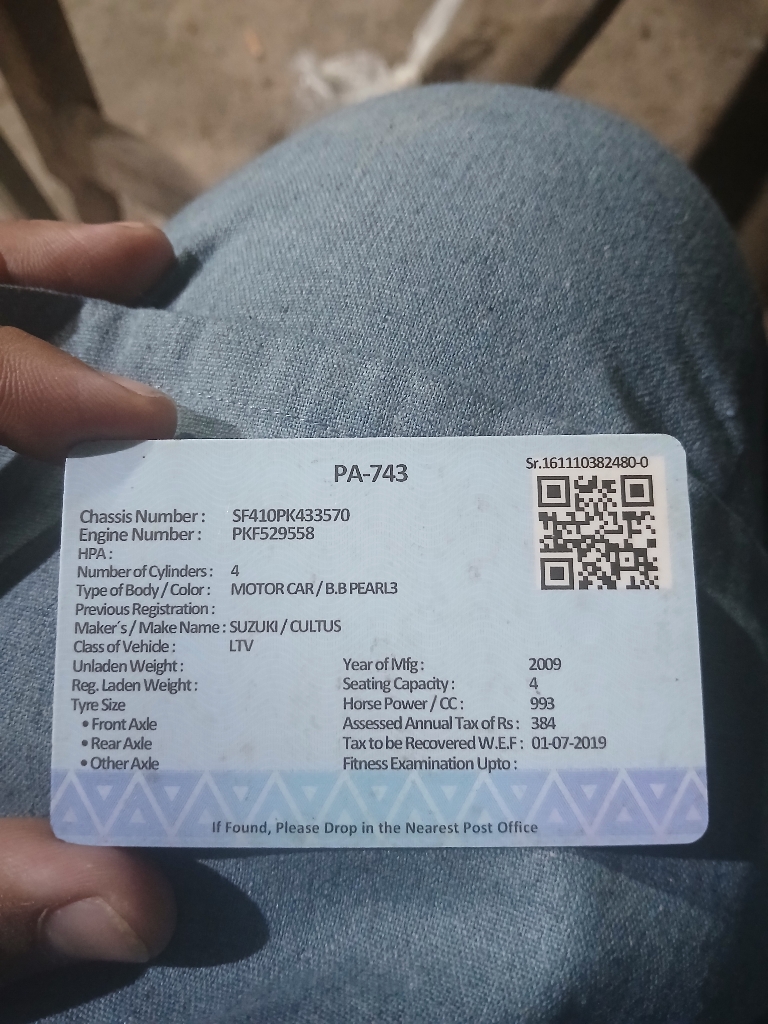 PA-743
Sr.161110382480-0
Chassis Number : SF410PK433570
Engine Number : PKF529558
HPA :
Number of Cylinders : 4
Type of Body / Color : MOTOR CAR / B.B PEARL3
Previous Registration :
Maker's / Make Name : SUZUKI / CULTUS
Class of Vehicle : LTV
Unladen Weight : Year of Mfg : 2009
Reg. Laden Weight : Seating Capacity : 4
Tyre Size Horse Power / CC : 993
• Front Axle Assessed Annual Tax of Rs : 384
• Rear Axle Tax to be Recovered W.E.F : 01-07-2019
• Other Axle Fitness Examination Upto :
If Found, Please Drop in the Nearest Post Office